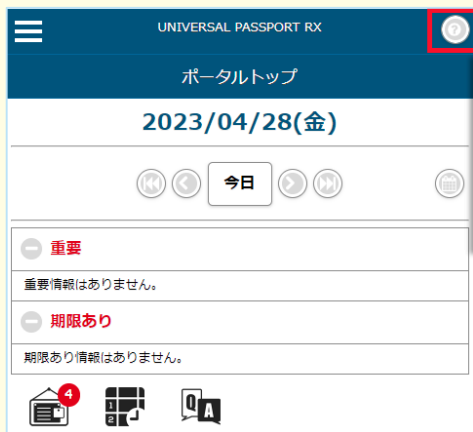 UNIVERSAL PASSPORT RX
?
ポータルトップ
2023/04/28(金)
今日
重要
重要情報はありません。
期限あり
期限あり情報はありません。
4
1
2
Q A